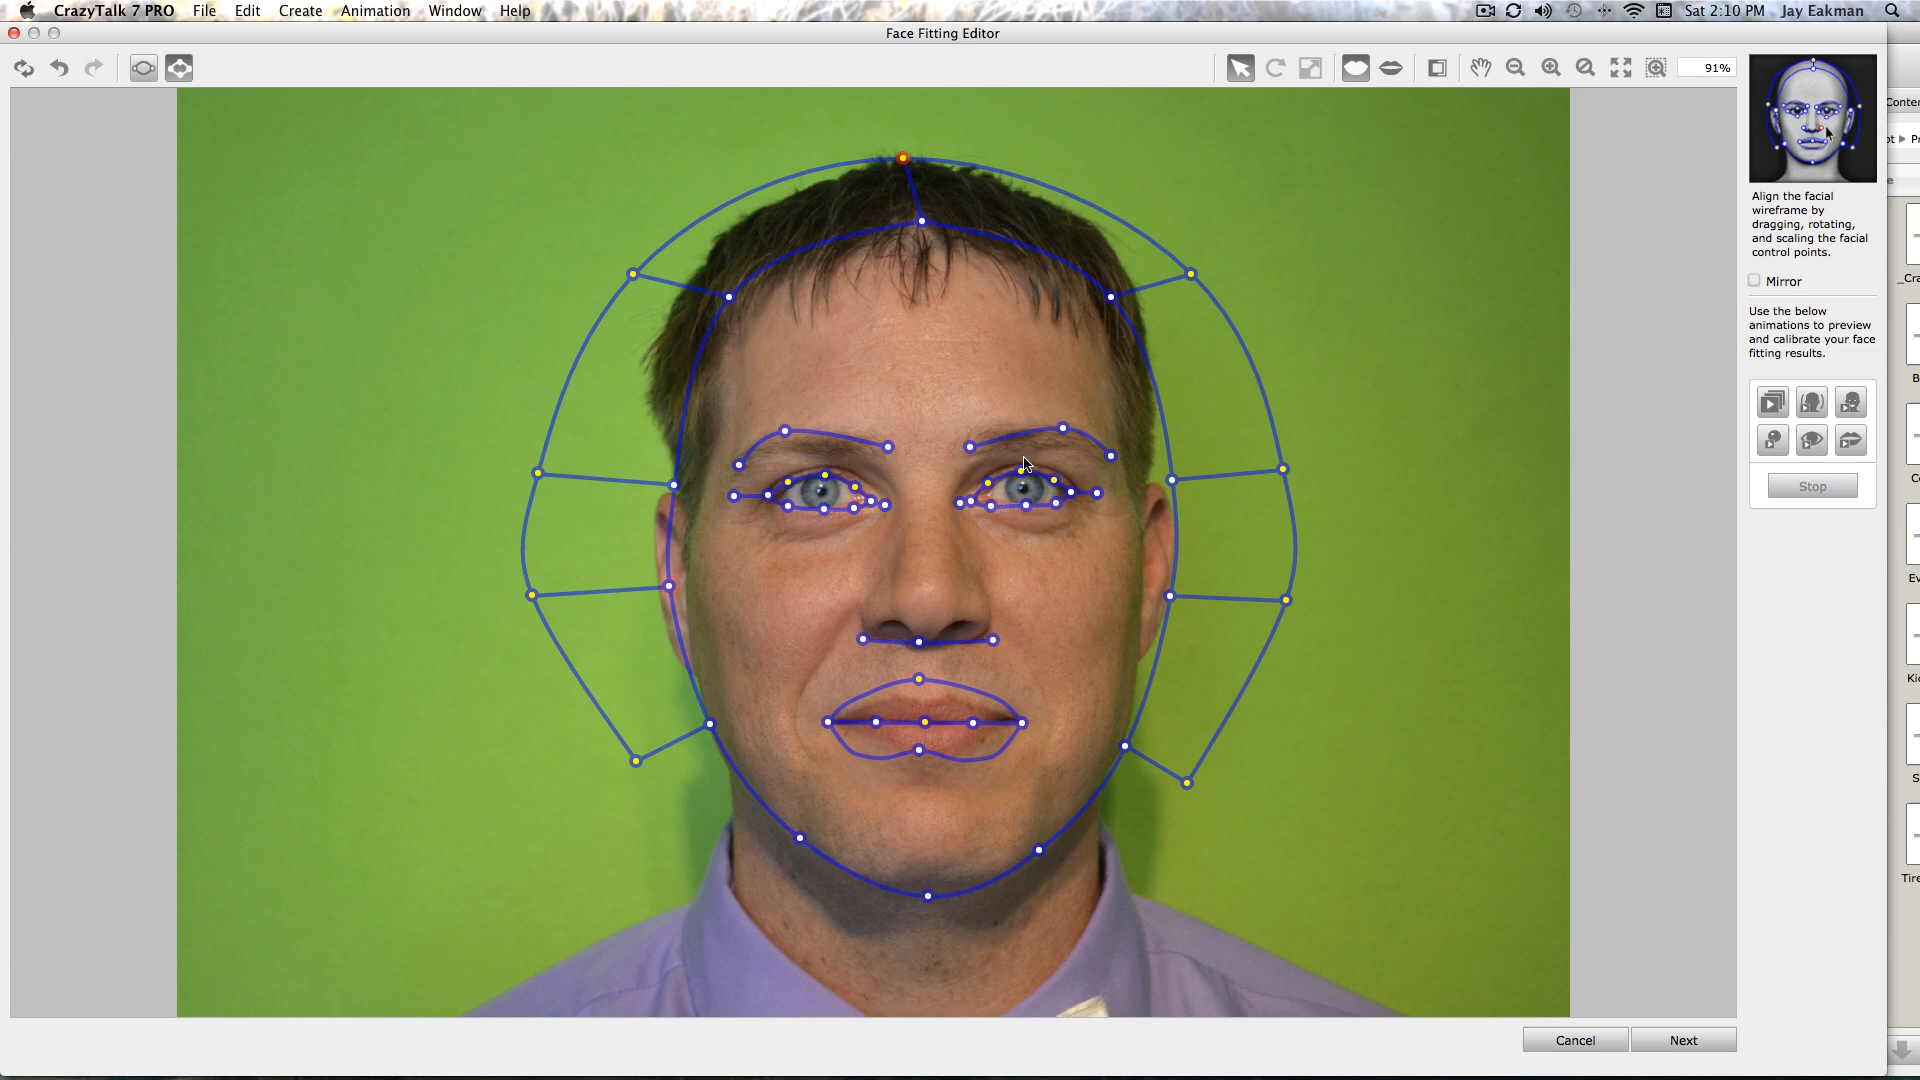 CrazyTalk 7 PRO File Edit Create Animation Window Help Sat 2:10 PM Jay Eakman
Face Fitting Editor
91%
Align the facial
wireframe by
dragging, rotating,
and scaling the facial
control points.
Mirror
Use the below
animations to preview
and calibrate your face
fitting results.
Stop
Cancel Next